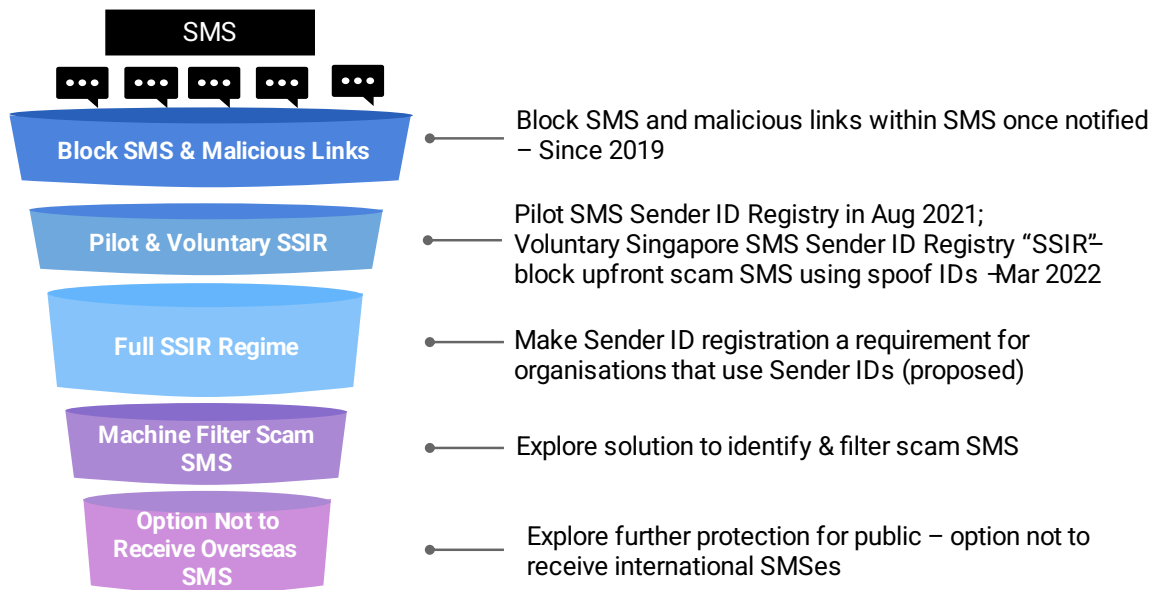 SMS
Block SMS & Malicious Links
Block SMS and malicious links within SMS once notified
– Since 2019
Pilot & Voluntary SSIR
Pilot SMS Sender ID Registry in Aug 2021;
Voluntary Singapore SMS Sender ID Registry “SSIR”–
block upfront scam SMS using spoof IDs –Mar 2022
Full SSIR Regime
Make Sender ID registration a requirement for
organisations that use Sender IDs (proposed)
Machine Filter Scam
SMS
Explore solution to identify & filter scam SMS
Option Not to
Receive Overseas
SMS
Explore further protection for public – option not to
receive international SMSes